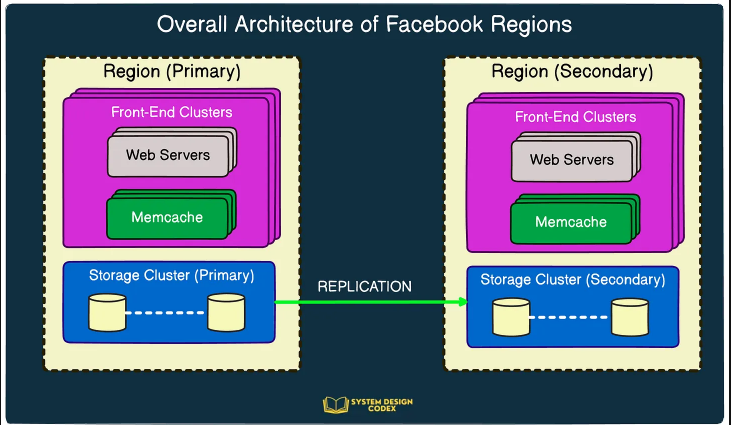 Overall Architecture of Facebook Regions
Region (Primary)
Front-End Clusters
Web Servers
Memcache
Storage Cluster (Primary)
REPLICATION
Region (Secondary)
Front-End Clusters
Web Servers
Memcache
Storage Cluster (Secondary)
SYSTEM DESIGN
CODEX